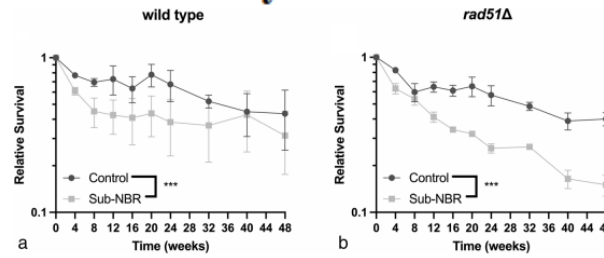 wild type
1
Relative Survival
0.1
Control
Sub-NBR
***
0 4 8 12 16 20 24 28 32 36 40 44 48
Time (weeks)
a
rad51Δ
1
Relative Survival
0.1
Control
Sub-NBR
***
0 4 8 12 16 20 24 28 32 36 40 44
Time (weeks)
b